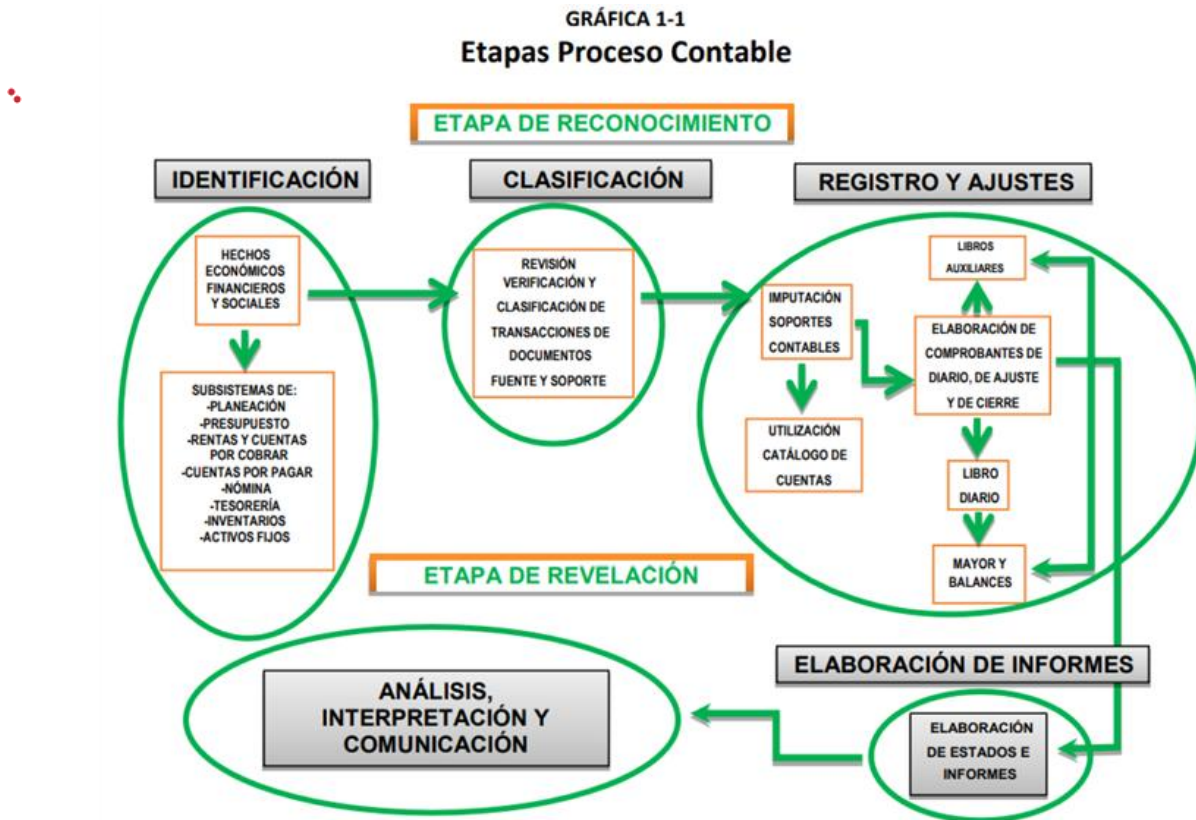 GRÁFICA 1-1
Etapas Proceso Contable
ETAPA DE RECONOCIMIENTO
IDENTIFICACIÓN
CLASIFICACIÓN
REGISTRO Y AJUSTES
HECHOS
ECONÓMICOS
FINANCIEROS
Y SOCIALES
SUBSISTEMAS DE:
-PLANEACIÓN
-PRESUPUESTO
-RENTAS Y CUENTAS
POR COBRAR
-CUENTAS POR PAGAR
-NÓMINA
-TESORERÍA
-INVENTARIOS
-ACTIVOS FIJOS
REVISIÓN
VERIFICACIÓN Y
CLASIFICACIÓN DE
TRANSACCIONES DE
DOCUMENTOS
FUENTE Y SOPORTE
IMPUTACIÓN
SOPORTES
CONTABLES
UTILIZACIÓN
CATÁLOGO DE
CUENTAS
LIBROS
AUXILIARES
ELABORACIÓN DE
COMPROBANTES DE
DIARIO, DE AJUSTE
Y DE CIERRE
LIBRO
DIARIO
MAYOR Y
BALANCES
ETAPA DE REVELACIÓN
ELABORACIÓN DE INFORMES
ELABORACIÓN
DE ESTADOS E
INFORMES
ANÁLISIS,
INTERPRETACIÓN Y
COMUNICACIÓN